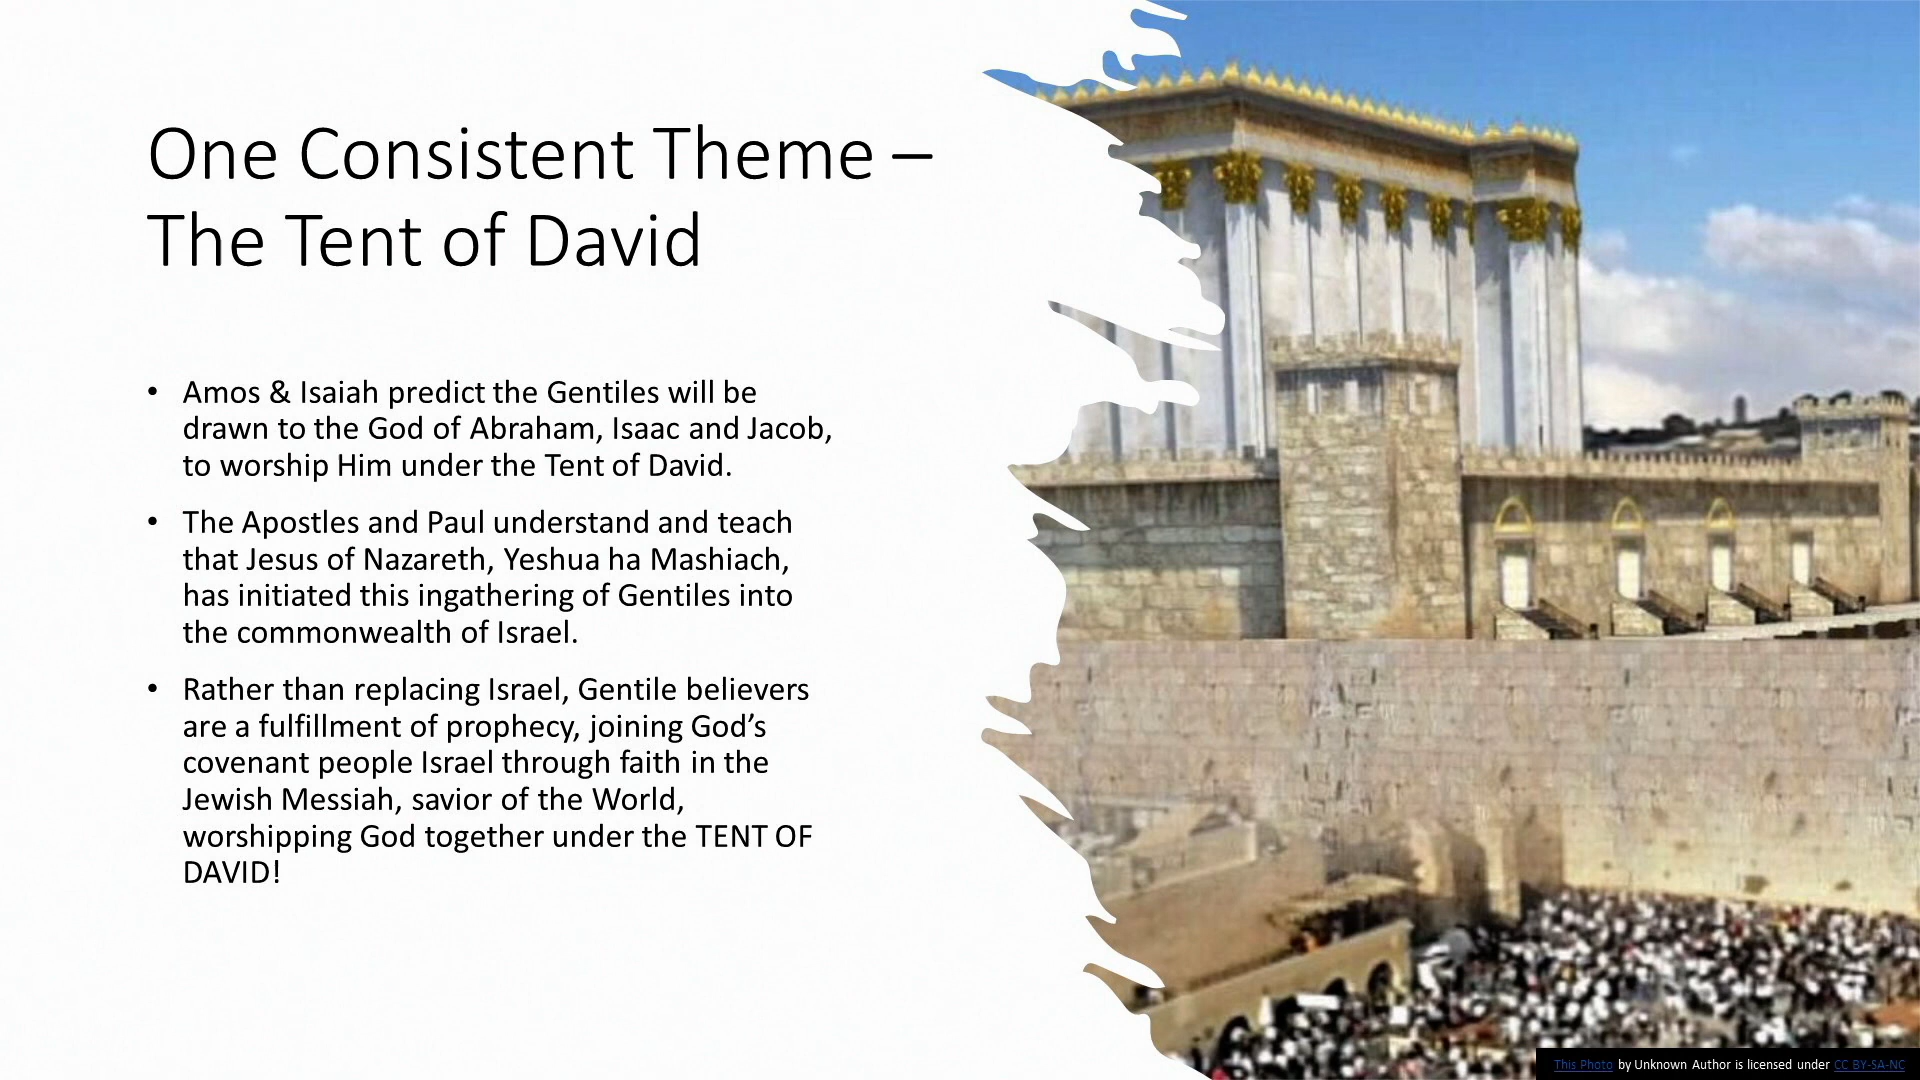 One Consistent Theme –
The Tent of David
• Amos & Isaiah predict the Gentiles will be
drawn to the God of Abraham, Isaac and Jacob,
to worship Him under the Tent of David.
• The Apostles and Paul understand and teach
that Jesus of Nazareth, Yeshua ha Mashiach,
has initiated this ingathering of Gentiles into
the commonwealth of Israel.
• Rather than replacing Israel, Gentile believers
are a fulfillment of prophecy, joining God’s
covenant people Israel through faith in the
Jewish Messiah, savior of the World,
worshipping God together under the TENT OF
DAVID!
This Photo by Unknown Author is licensed under CC BY-SA-NC